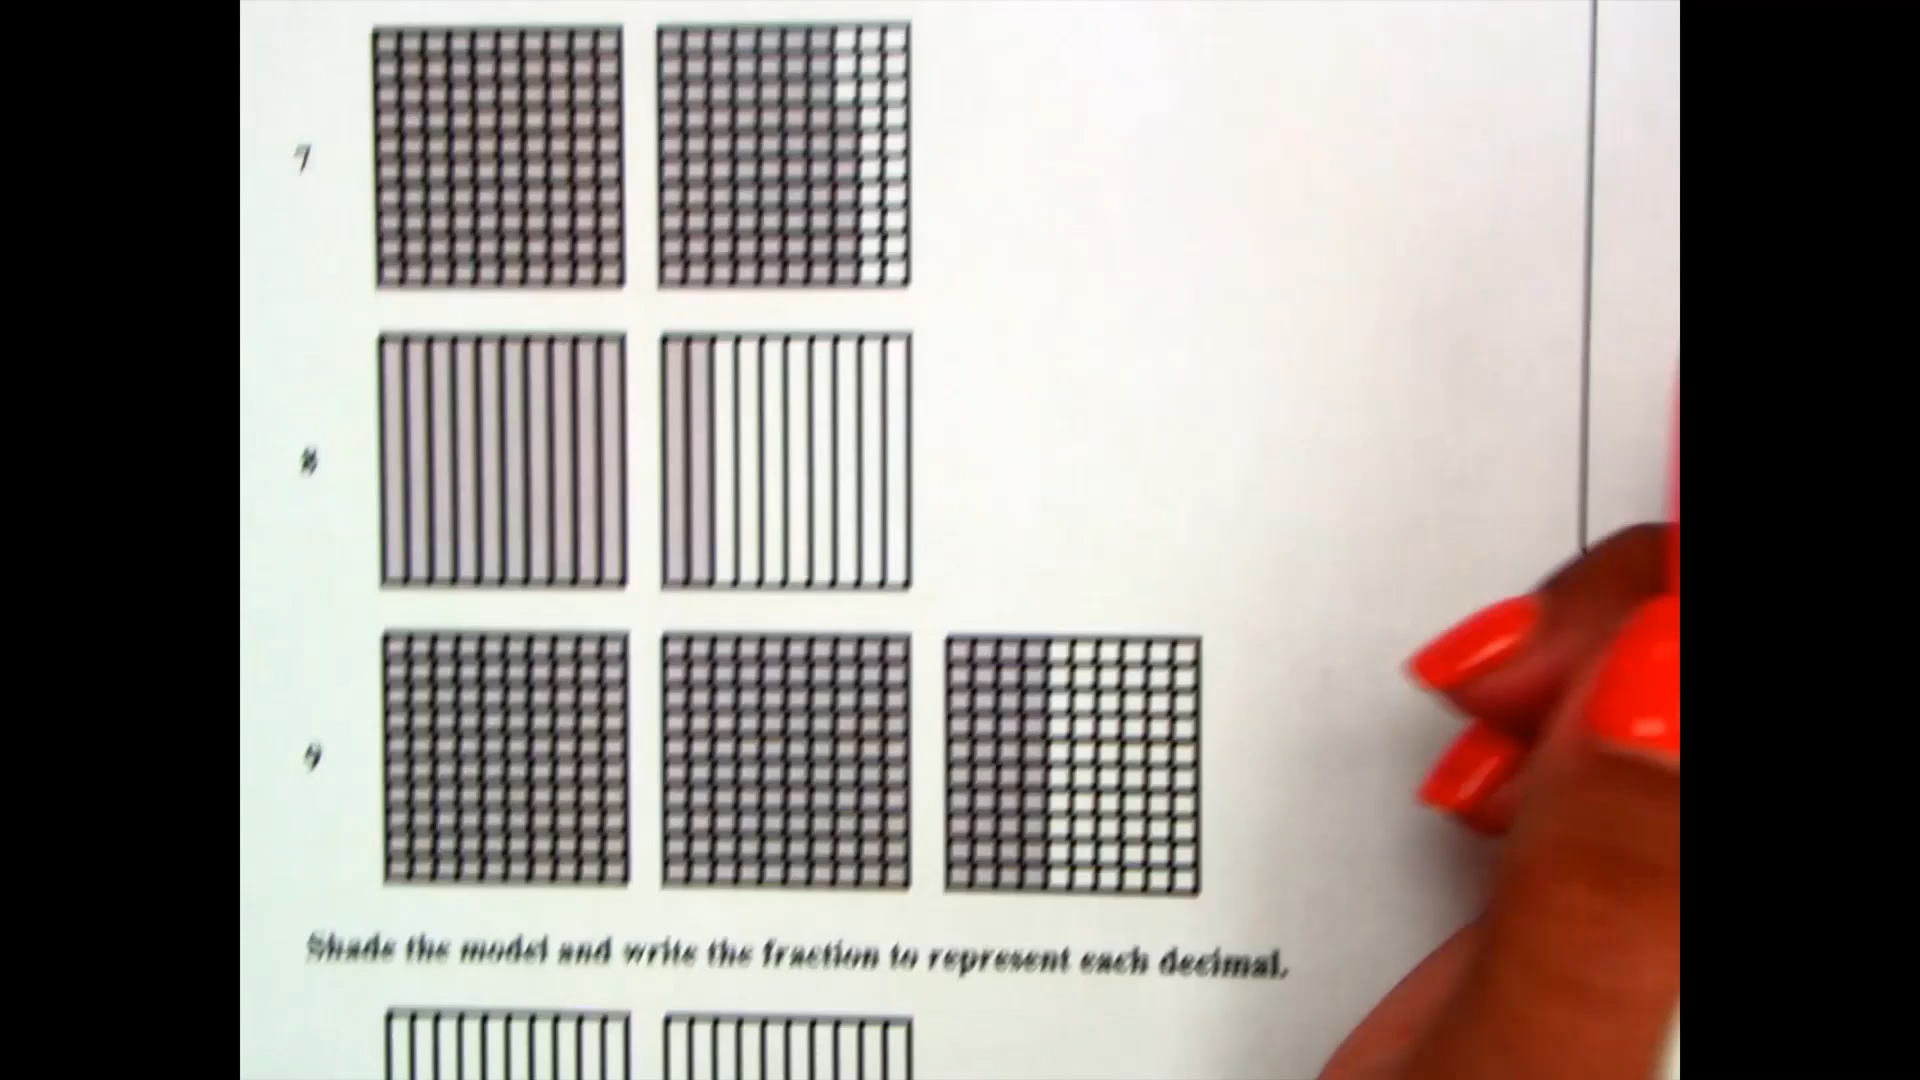 7
8
9
Shade the model and write the fraction to represent each decimal.